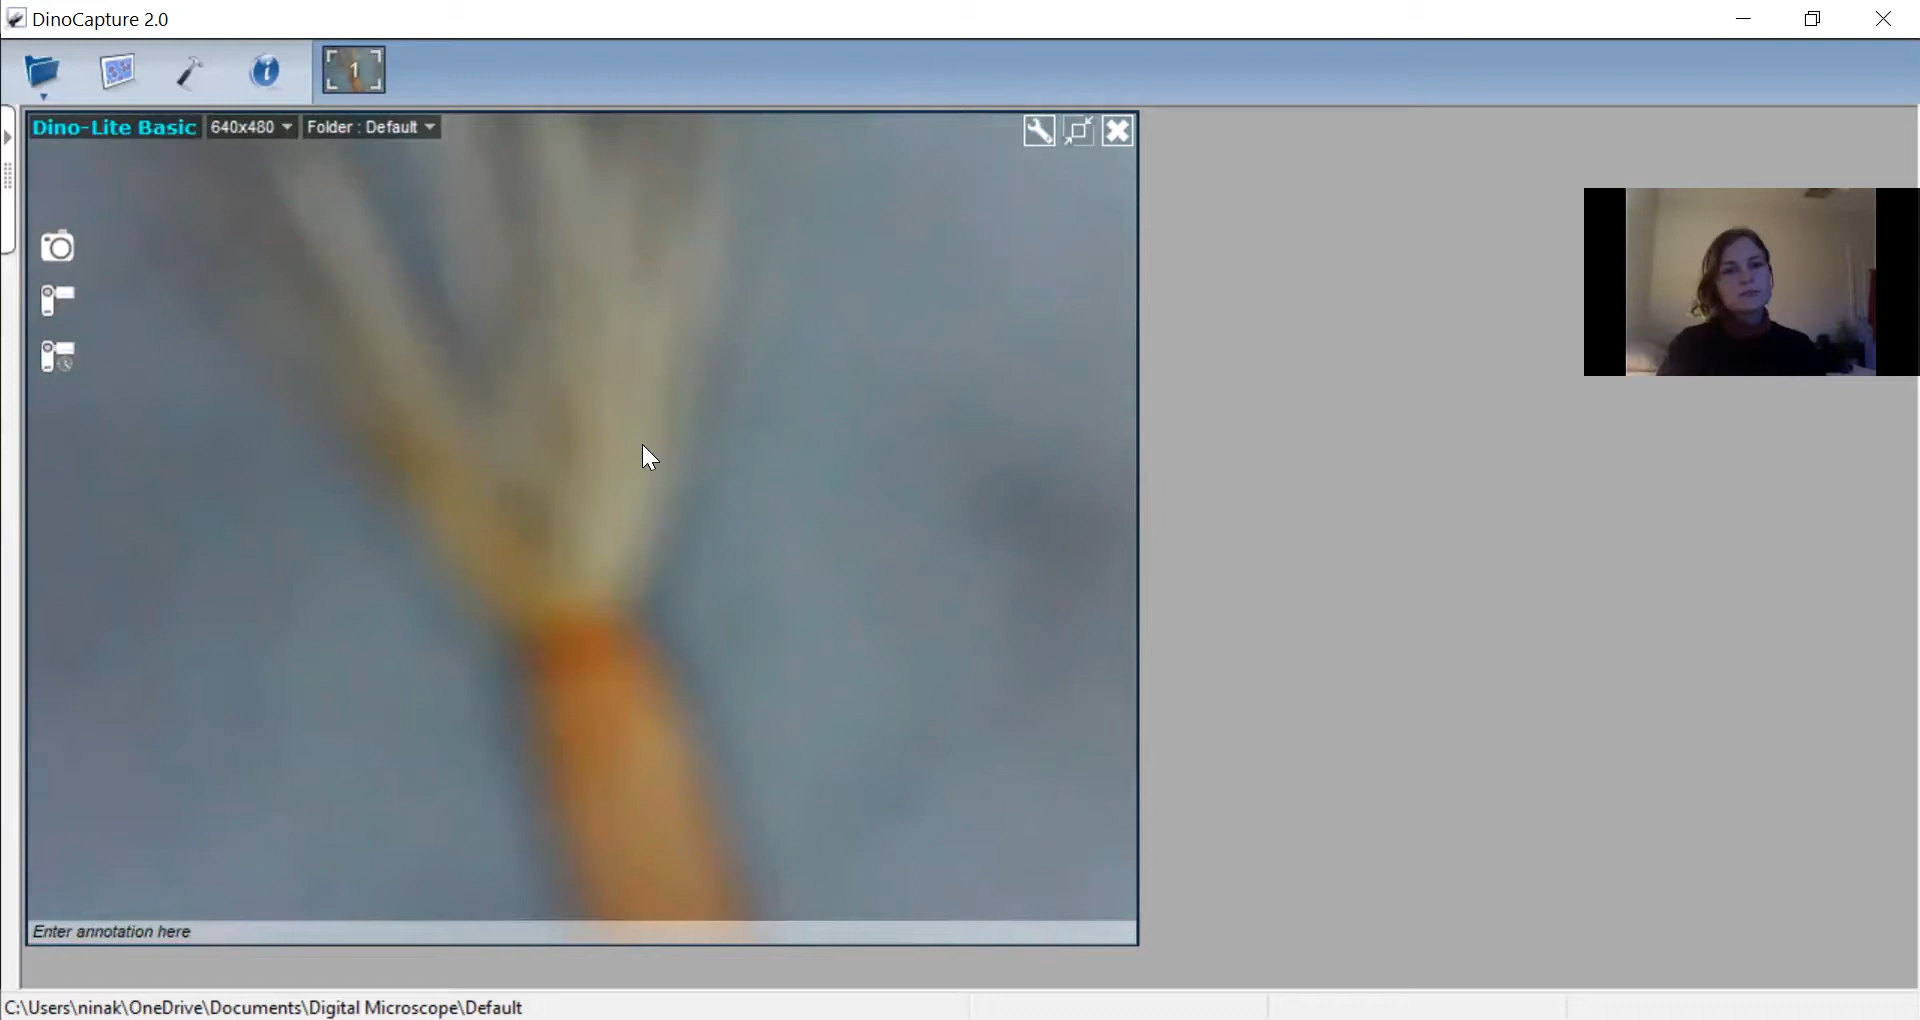 DinoCapture 2.0
1
Dino-Lite Basic 640x480 Folder : Default
Enter annotation here
C:\Users\ninak\OneDrive\Documents\Digital Microscope\Default